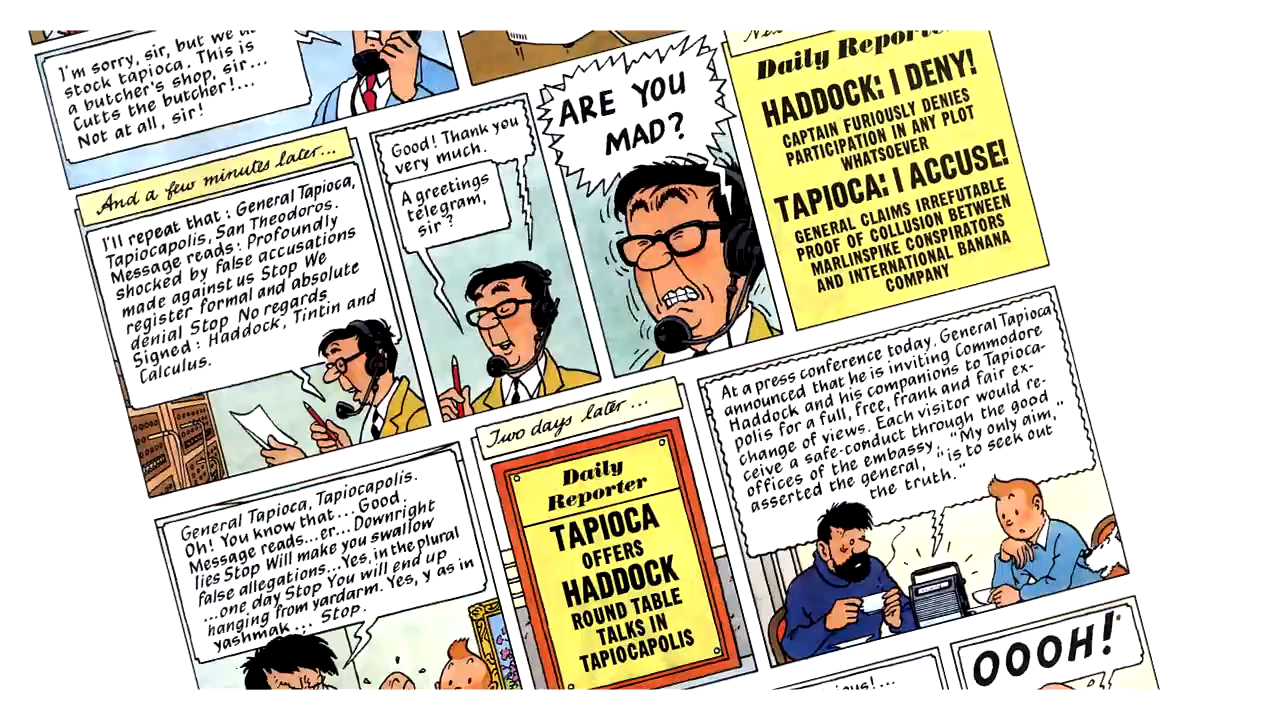 I'm sorry, sir, but we
stock tapioca. This is
a butcher's shop, sir...
Cutts the butcher!...
Not at all, sir!
And a few minutes later...
I'll repeat that: General Tapioca,
Tapiocapolis, San Theodoros.
Message reads: Profoundly
shocked by false accusations
made against us Stop We
register formal and absolute
denial Stop No regards
Signed: Haddock, Tintin and
Calculus.
Good! Thank you
very much.
A greetings
telegram,
sir?
ARE YOU
MAD?
Daily Reporter
HADDOCK: I DENY!
CAPTAIN FURIOUSLY DENIES
PARTICIPATION IN ANY PLOT
WHATSOEVER
TAPIOCA: I ACCUSE!
GENERAL CLAIMS IRREFUTABLE
PROOF OF COLLUSION BETWEEN
MARLINSPIKE CONSPIRATORS
AND INTERNATIONAL BANANA
COMPANY
General Tapioca, Tapiocapolis.
Oh! You know that... Good.
Message reads...er... Downright
lies Stop Will make you swallow
false allegations...Yes, in the plural
...one day Stop You will end up
hanging from yardarm. Yes, y as in
yashmak... Stop.
Two days later...
Daily
Reporter
TAPIOCA
OFFERS
HADDOCK
ROUND TABLE
TALKS IN
TAPIOCAPOLIS
At a press conference today, General Tapioca
announced that he is inviting Commodore
Haddock and his companions to Tapioca-
polis for a full, free, frank and fair ex-
change of views. Each visitor would re-
ceive a safe-conduct through the good
offices of the embassy. "My only aim,"
asserted the general, "is to seek out
the truth."
OOOH!